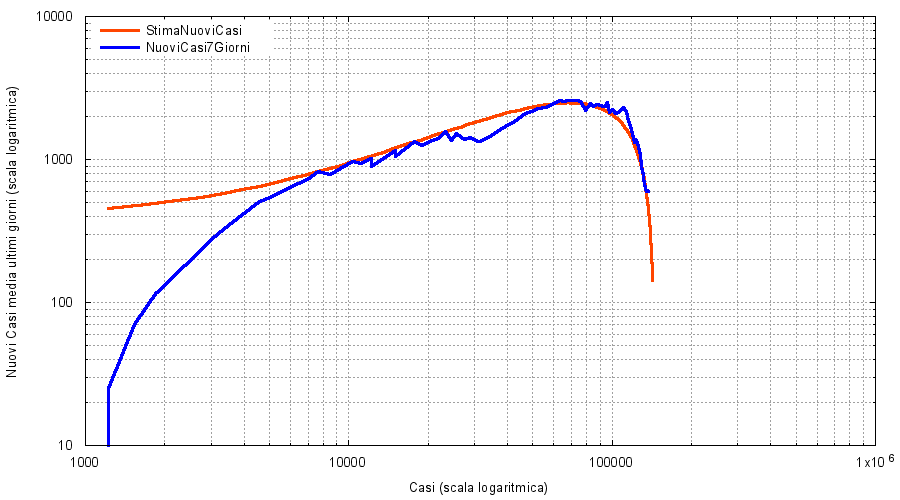 10000
StimaNuoviCasi
NuoviCasi7Giorni
1000
100
10
Nuovi Casi media ultimi giorni (scala logaritmica)
1000 10000 100000 1x10 6
Casi (scala logaritmica)